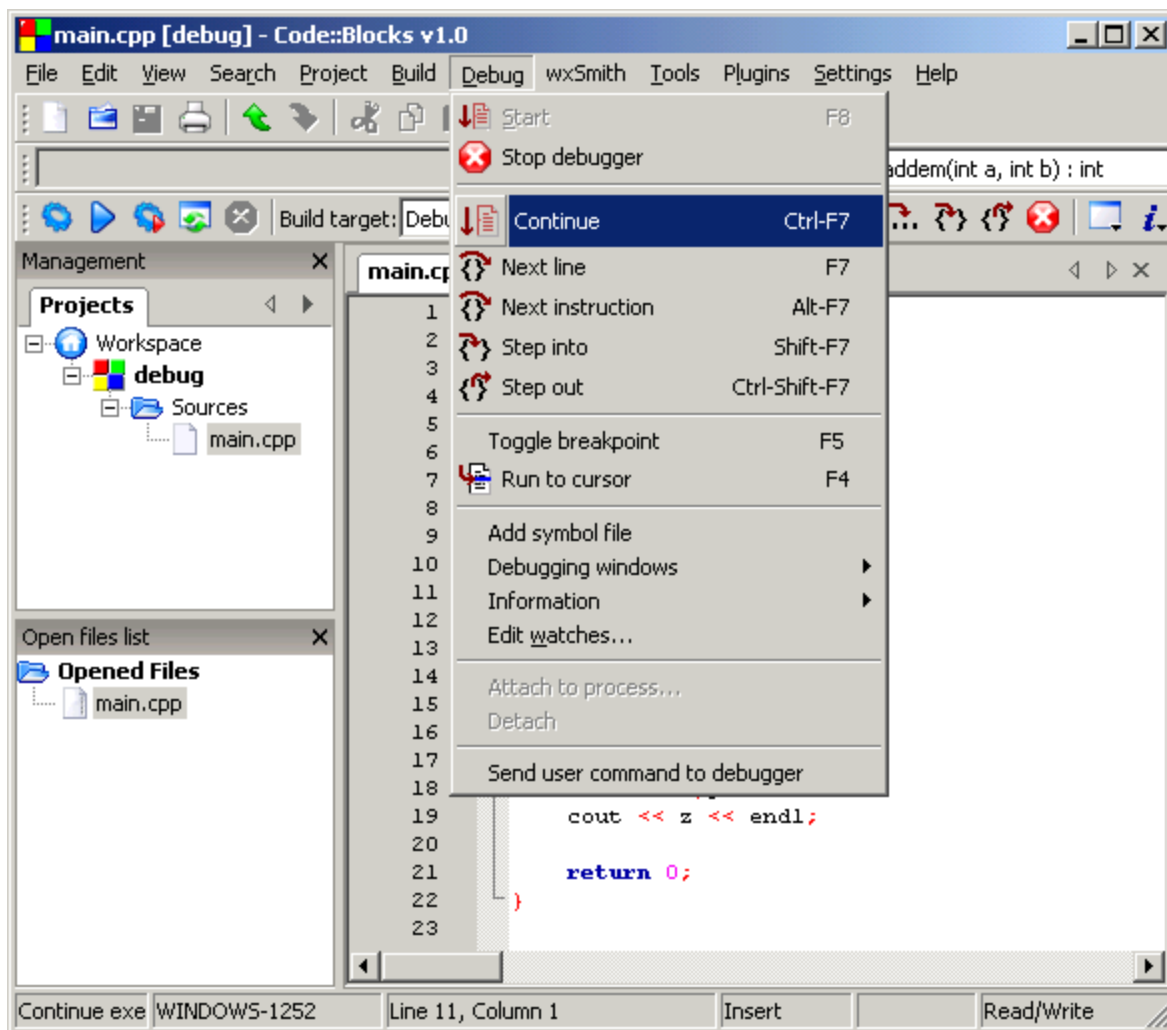 main.cpp [debug] - Code::Blocks v1.0
File Edit View Search Project Build Debug wxSmith Tools Plugins Settings Help
Start F8
Stop debugger
addem(int a, int b) : int
Continue Ctrl-F7
Build target: Debu
Management
main.cp
Next line F7
Projects
Next instruction Alt-F7
Workspace
Step into Shift-F7
debug
Step out Ctrl-Shift-F7
Sources
main.cpp
Toggle breakpoint F5
Run to cursor F4
Add symbol file
Debugging windows
Information
Edit watches...
Attach to process...
Detach
Send user command to debugger
Open files list
Opened Files
main.cpp
1
2
3
4
5
6
7
8
9
10
11
12
13
14
15
16
17
18
19 cout << z << endl;
20
21 return 0;
22 }
23
Continue exe WINDOWS-1252 Line 11, Column 1 Insert Read/Write